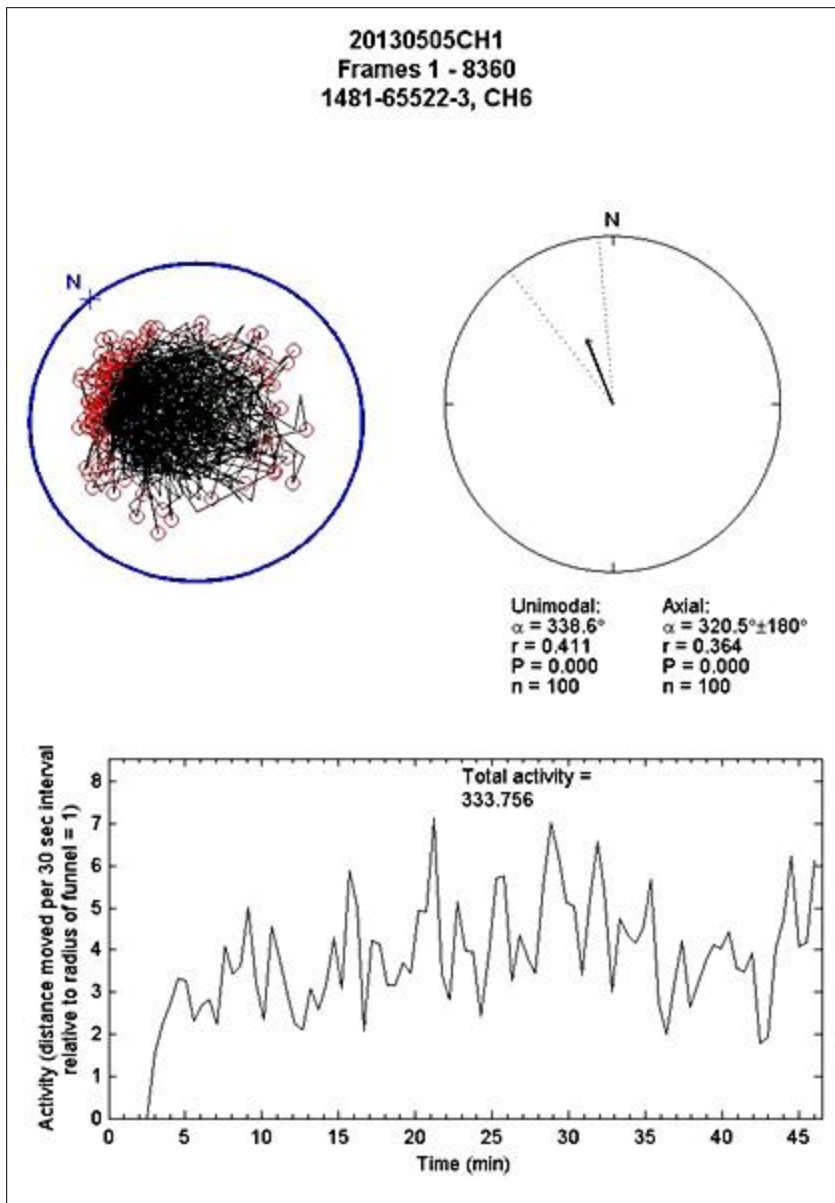 20130505CH1
Frames 1 - 8360
1481-65522-3, CH6
N
N
Unimodal:
α = 338.6°
r = 0.411
P = 0.000
n = 100
Axial:
α = 320.5°±180°
r = 0.364
P = 0.000
n = 100
Activity (distance moved per 30 sec interval
relative to radius of funnel = 1)
Total activity =
333.756
8
7
6
5
4
3
2
1
0
0 5 10 15 20 25 30 35 40 45
Time (min)